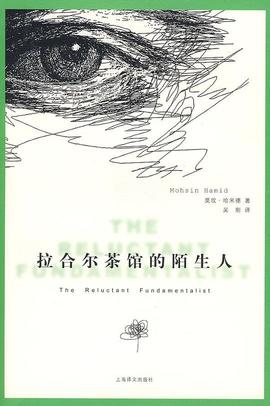 Mohsin Hamid
莫欣·哈米德 著
吴刚 译
THE
RELUCTANT
FUNDAMENTALIST
拉合尔茶馆的陌生人
The Reluctant Fundamentalist
上海译文出版社